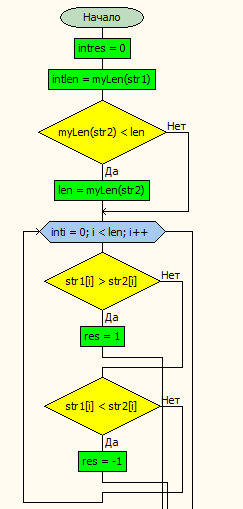 Начало
intres = 0
intlen = myLen(str1)
myLen(str2) < len
Нет
Да
len = myLen(str2)
inti = 0; i < len; i++
str1[i] > str2[i]
Нет
Да
res = 1
str1[i] < str2[i]
Нет
Да
res = -1